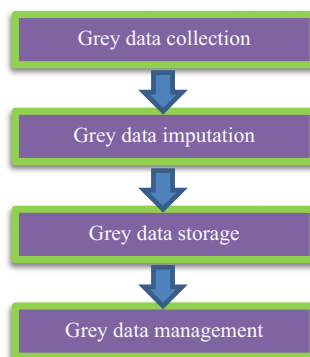 Grey data collection
Grey data imputation
Grey data storage
Grey data management